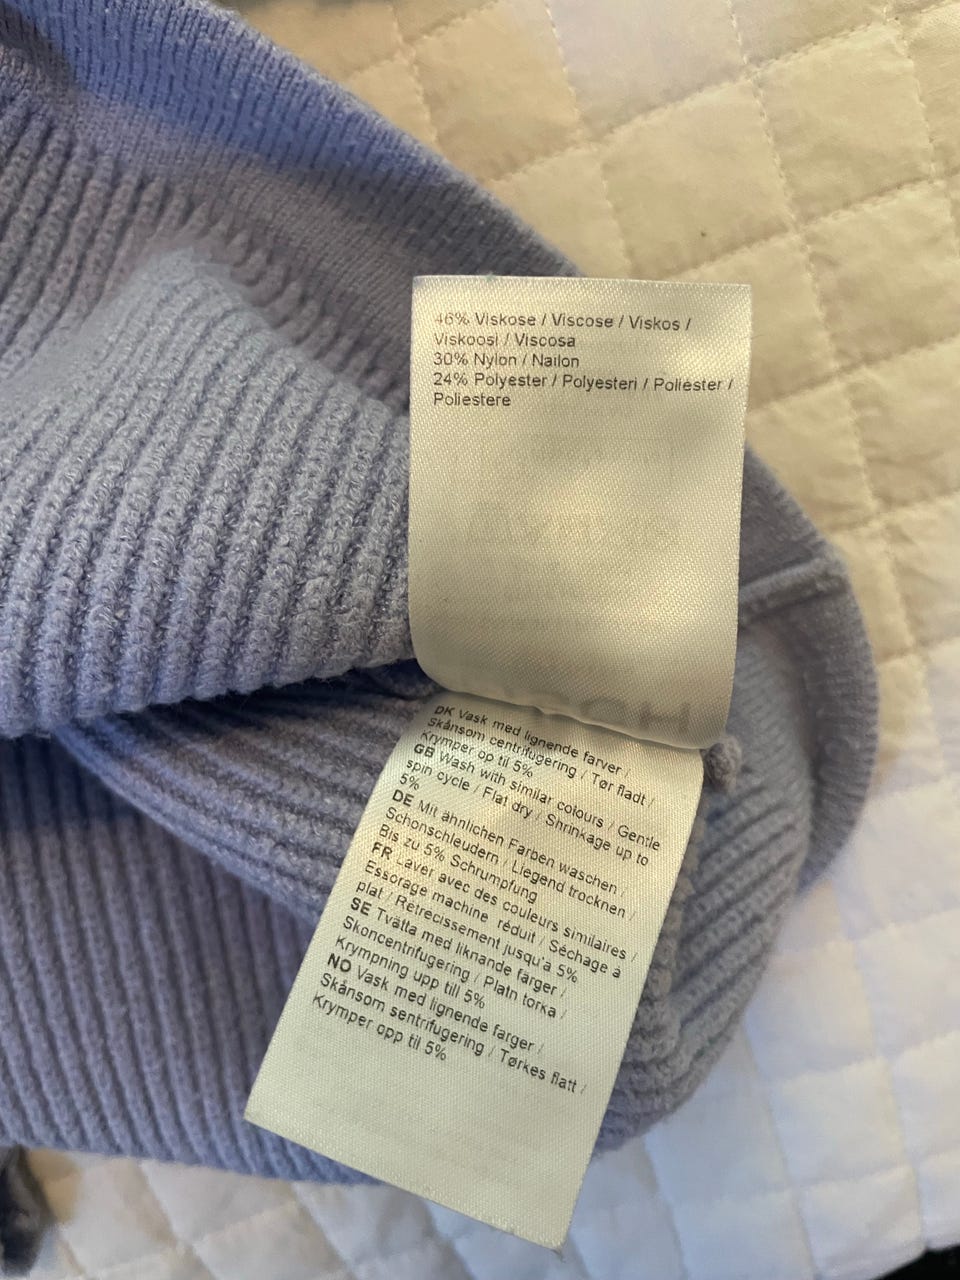 46% Viskose / Viscose / Viskos /
Viskoosi / Viscosa
30% Nylon / Nailon
24% Polyester / Polyesteri / Poliéster /
Poliestere
DK Vask med lignende farver /
Skånsom centrifugering / Tør fladt /
Krymper op til 5%
GB Wash with similar colours / Gentle
spin cycle / Flat dry / Shrinkage up to
5%
DE Mit ähnlichen Farben waschen /
Schonschleudern / Liegend trocknen /
Bis zu 5% Schrumpfung
FR Laver avec des couleurs similaires /
Essorage machine réduit / Séchage à
plat / Rétrecissement jusqu'à 5%
SE Tvätta med liknande färger /
Skoncentrifugering / Platn torka /
Krympning upp till 5%
NO Vask med lignende farger /
Skånsom sentrifugering / Tørkes flatt /
Krymper opp til 5%